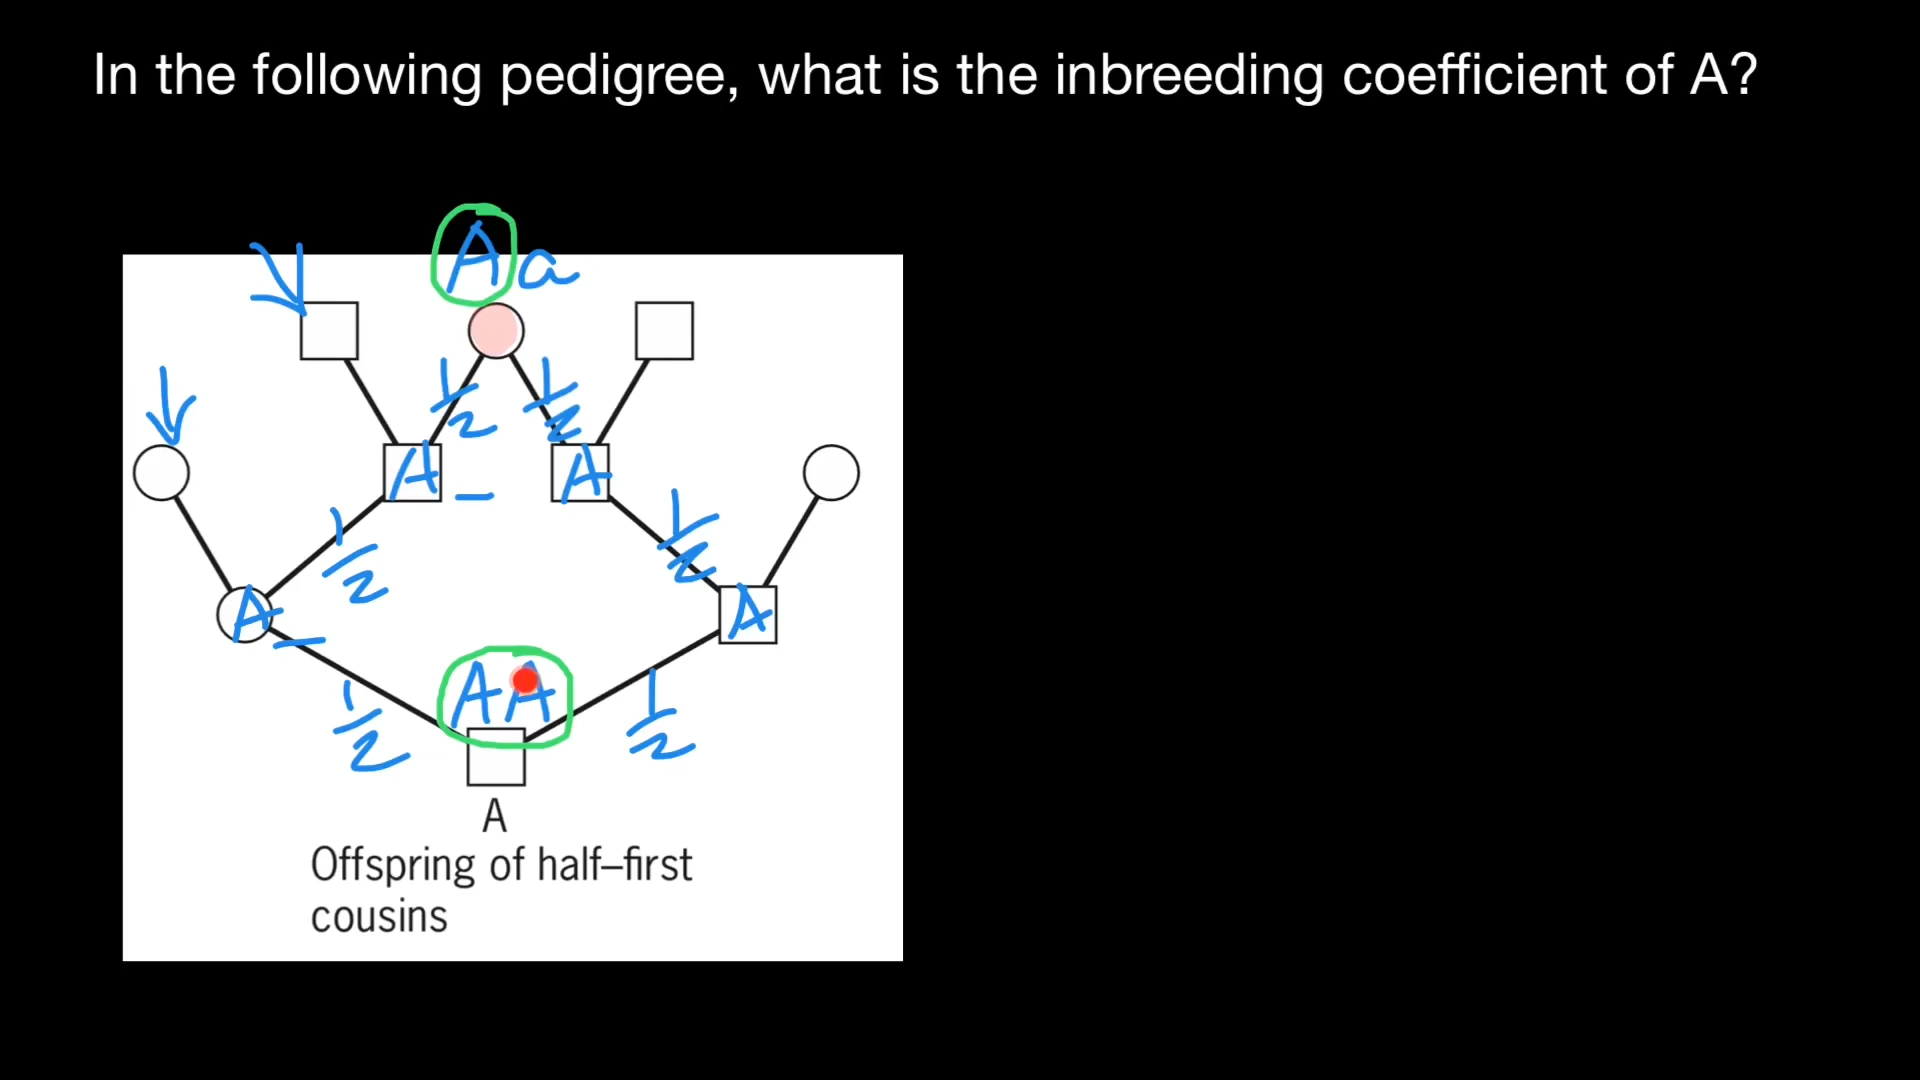 In the following pedigree, what is the inbreeding coefficient of A?
Aa
1/2 1/2
A_ A
1/2 1/2
A_ A
AA
1/2 1/2
A
Offspring of half–first
cousins